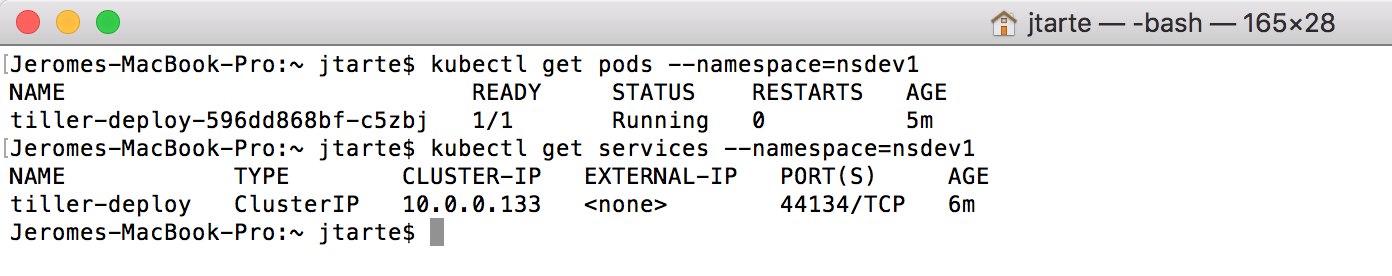 jtarte — -bash — 165×28
Jeromes-MacBook-Pro:~ jtarte$ kubectl get pods --namespace=nsdev1
NAME READY STATUS RESTARTS AGE
tiller-deploy-596dd868bf-c5zbj 1/1 Running 0 5m
Jeromes-MacBook-Pro:~ jtarte$ kubectl get services --namespace=nsdev1
NAME TYPE CLUSTER-IP EXTERNAL-IP PORT(S) AGE
tiller-deploy ClusterIP 10.0.0.133 <none> 44134/TCP 6m
Jeromes-MacBook-Pro:~ jtarte$